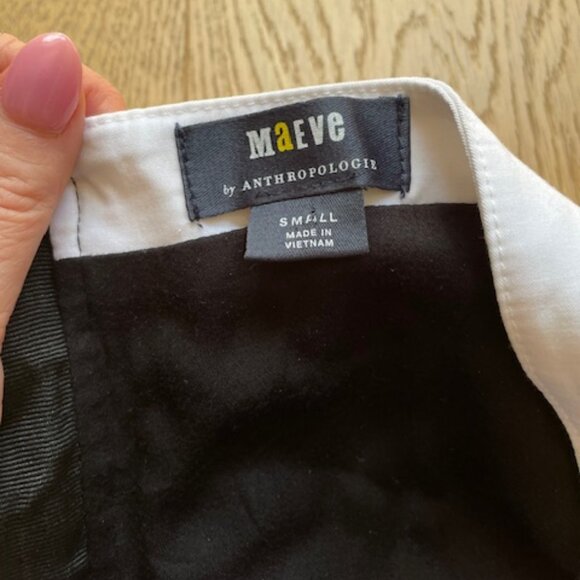 MaEVe
by ANTHROPOLOGIE
SMALL
MADE IN
VIETNAM